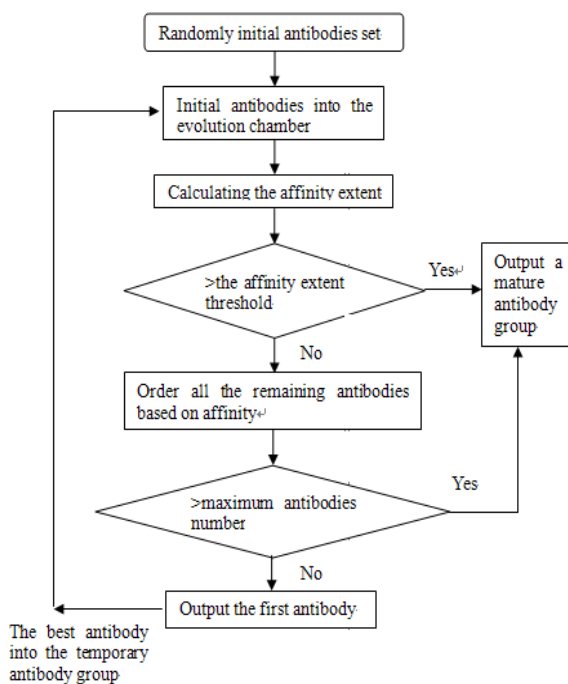 Randomly initial antibodies set
Initial antibodies into the
evolution chamber
Calculating the affinity extent
>the affinity extent
threshold
Yes
Output a
mature
antibody
group
No
Order all the remaining antibodies
based on affinity
>maximum antibodies
number
Yes
No
Output the first antibody
The best antibody
into the temporary
antibody group